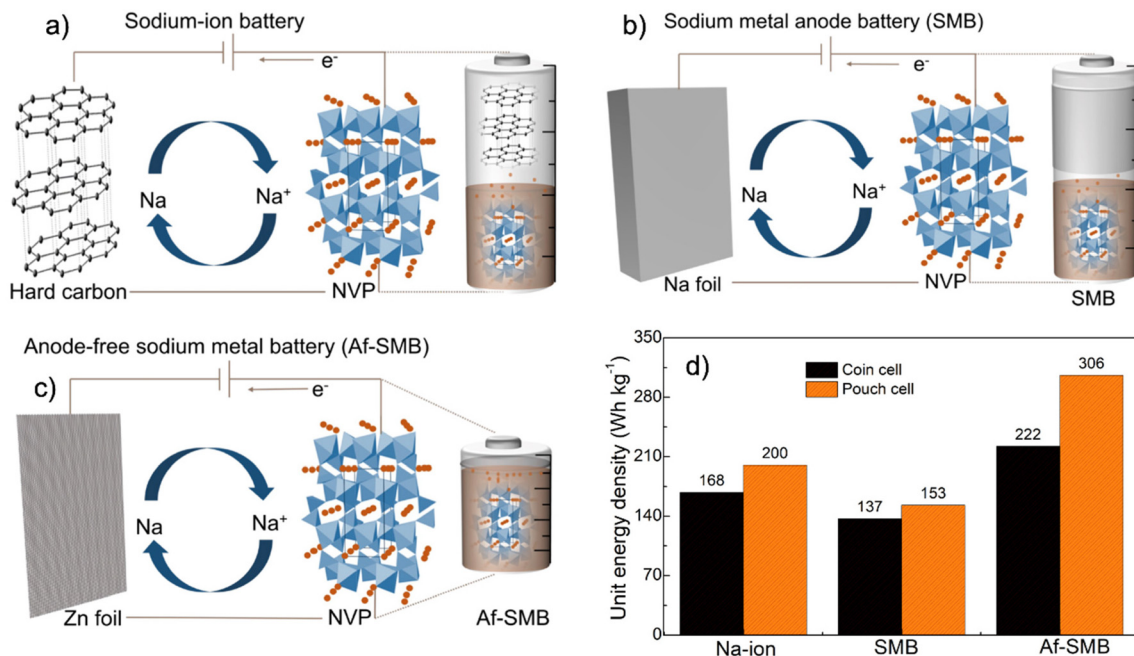 a)
Sodium-ion battery
e⁻
Na
Na⁺
Hard carbon
NVP
b)
Sodium metal anode battery (SMB)
e⁻
Na
Na⁺
Na foil
NVP
SMB
Anode-free sodium metal battery (Af-SMB)
c)
e⁻
Na
Na⁺
Zn foil
NVP
Af-SMB
d)
Coin cell
Pouch cell
Unit energy density (Wh kg⁻¹)
350
280
210
140
70
0
168
200
137
153
222
306
Na-ion
SMB
Af-SMB